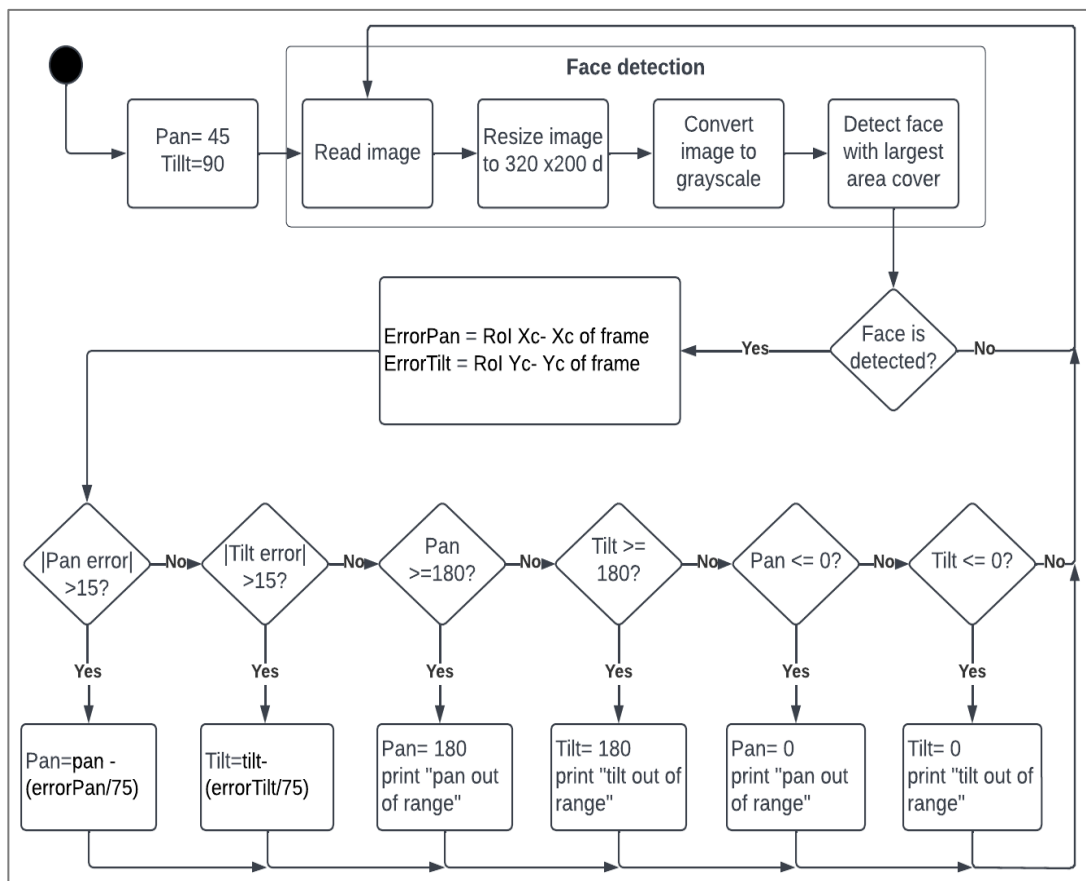 Face detection
Pan= 45
Tillt=90
Read image
Resize image
to 320 x200 d
Convert
image to
grayscale
Detect face
with largest
area cover
Face is
detected?
Yes
No
ErrorPan = RoI Xc- Xc of frame
ErrorTilt = RoI Yc- Yc of frame
|Pan error|
>15?
No
|Tilt error|
>15?
No
Pan
>=180?
No
Tilt >=
180?
No
Pan <= 0?
No
Tilt <= 0?
No
Yes
Yes
Yes
Yes
Yes
Yes
Pan=pan -
(errorPan/75)
Tilt=tilt-
(errorTilt/75)
Pan= 180
print "pan out
of range"
Tilt= 180
print "tilt out of
range"
Pan= 0
print "pan out
of range"
Tilt= 0
print "tilt out of
range"